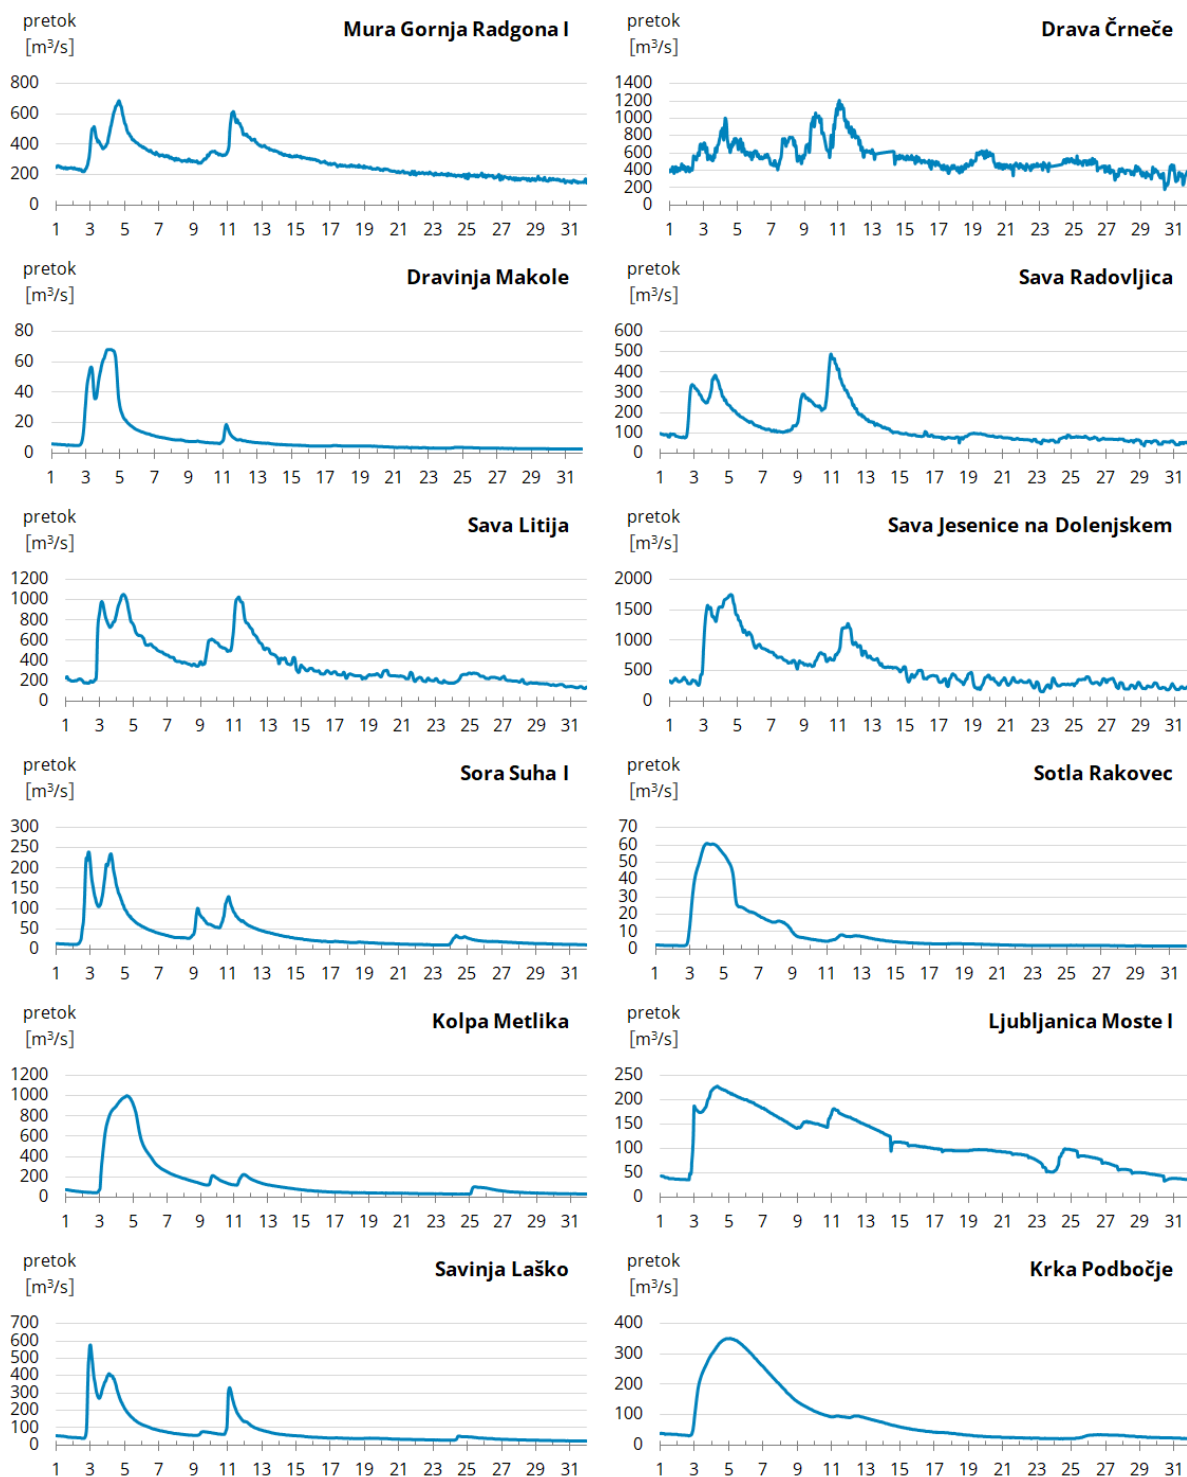 pretok
[m³/s]
Mura Gornja Radgona I
800
600
400
200
0
1 3 5 7 9 11 13 15 17 19 21 23 25 27 29 31
pretok
[m³/s]
Drava Črneče
1400
1200
1000
800
600
400
200
0
1 3 5 7 9 11 13 15 17 19 21 23 25 27 29 31
pretok
[m³/s]
Dravinja Makole
80
60
40
20
0
1 3 5 7 9 11 13 15 17 19 21 23 25 27 29 31
pretok
[m³/s]
Sava Radovljica
600
500
400
300
200
100
0
1 3 5 7 9 11 13 15 17 19 21 23 25 27 29 31
pretok
[m³/s]
Sava Litija
1200
1000
800
600
400
200
0
1 3 5 7 9 11 13 15 17 19 21 23 25 27 29 31
pretok
[m³/s]
Sava Jesenice na Dolenjskem
2000
1500
1000
500
0
1 3 5 7 9 11 13 15 17 19 21 23 25 27 29 31
pretok
[m³/s]
Sora Suha I
300
250
200
150
100
50
0
1 3 5 7 9 11 13 15 17 19 21 23 25 27 29 31
pretok
[m³/s]
Sotla Rakovec
70
60
50
40
30
20
10
0
1 3 5 7 9 11 13 15 17 19 21 23 25 27 29 31
pretok
[m³/s]
Kolpa Metlika
1200
1000
800
600
400
200
0
1 3 5 7 9 11 13 15 17 19 21 23 25 27 29 31
pretok
[m³/s]
Ljubljanica Moste I
250
200
150
100
50
0
1 3 5 7 9 11 13 15 17 19 21 23 25 27 29 31
pretok
[m³/s]
Savinja Laško
700
600
500
400
300
200
100
0
1 3 5 7 9 11 13 15 17 19 21 23 25 27 29 31
pretok
[m³/s]
Krka Podbočje
400
300
200
100
0
1 3 5 7 9 11 13 15 17 19 21 23 25 27 29 31